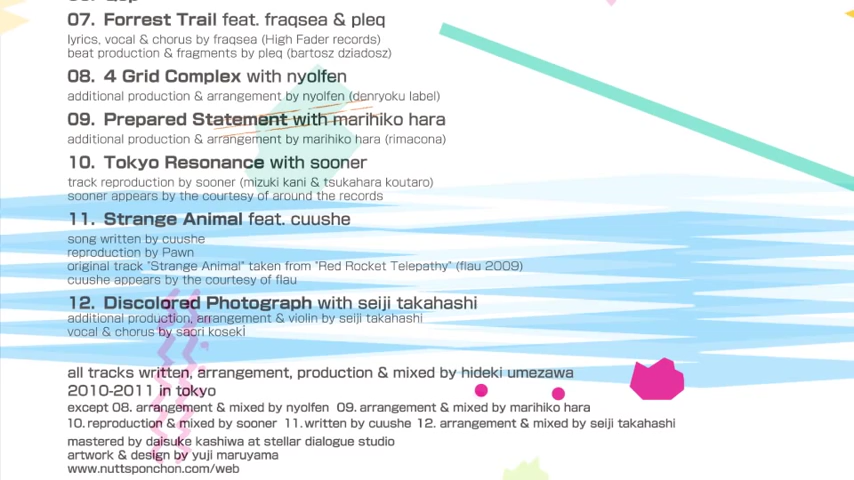 07. Forrest Trail feat. fraqsea & pleq
lyrics, vocal & chorus by fraqsea (High Fader records)
beat production & fragments by pleq (bartosz dziadosz)
08. 4 Grid Complex with nyolfen
additional production & arrangement by nyolfen (denryoku label)
09. Prepared Statement with marihiko hara
additional production & arrangement by marihiko hara (rimacona)
10. Tokyo Resonance with sooner
track reproduction by sooner (mizuki kani & tsukahara koutaro)
sooner appears by the courtesy of around the records
11. Strange Animal feat. cuushe
song written by cuushe
reproduction by Pawn
original track "Strange Animal" taken from "Red Rocket Telepathy" (flau 2009)
cuushe appears by the courtesy of flau
12. Discolored Photograph with seiji takahashi
additional production, arrangement & violin by seiji takahashi
vocal & chorus by saori koseki
all tracks written, arrangement, production & mixed by hideki umezawa
2010-2011 in tokyo
except 08. arrangement & mixed by nyolfen 09. arrangement & mixed by marihiko hara
10. reproduction & mixed by sooner 11. written by cuushe 12. arrangement & mixed by seiji takahashi
mastered by daisuke kashiwa at stellar dialogue studio
artwork & design by yuji maruyama
www.nuttsponchon.com/web